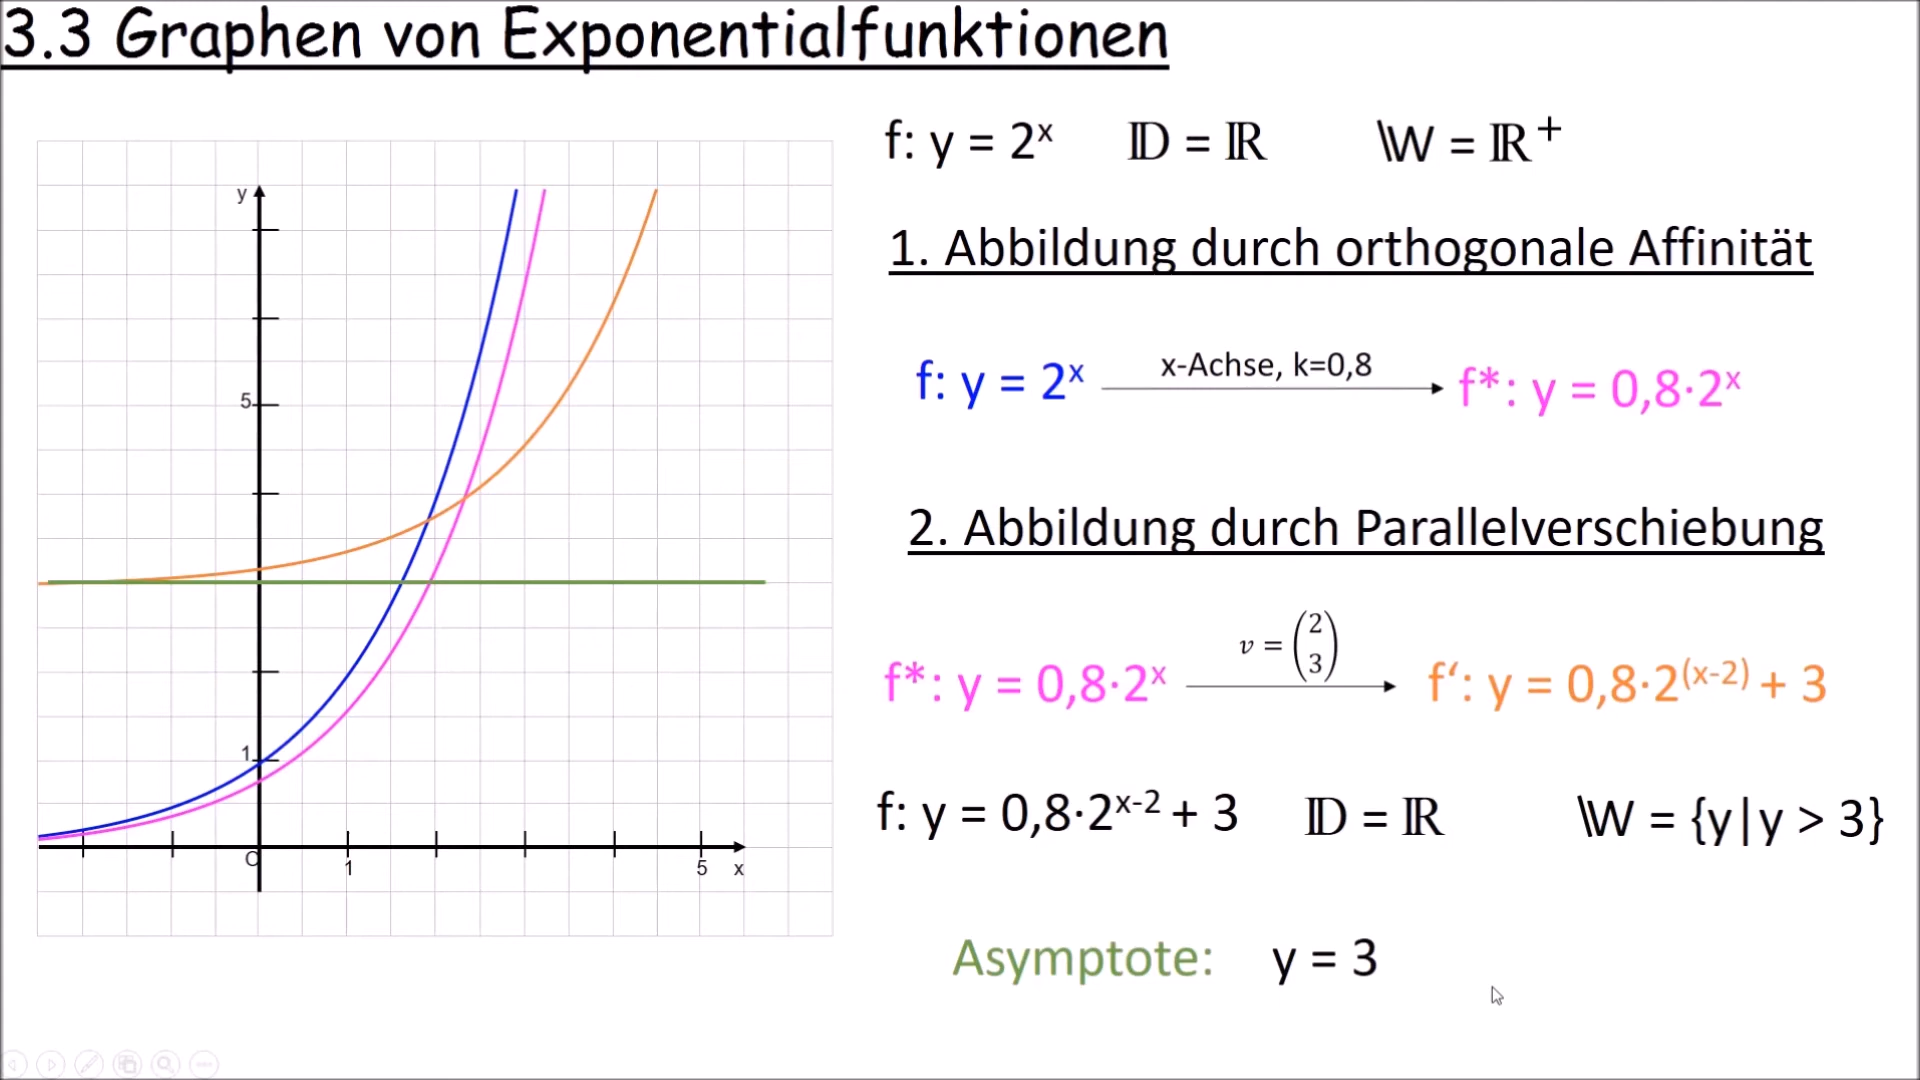 3.3 Graphen von Exponentialfunktionen
f: y = 2ˣ 𝔻 = ℝ 𝕎 = ℝ⁺
1. Abbildung durch orthogonale Affinität
x-Achse, k=0,8
f: y = 2ˣ f*: y = 0,8·2ˣ
2. Abbildung durch Parallelverschiebung
v = (2 3)
f*: y = 0,8·2ˣ f‘: y = 0,8·2^(x-2) + 3
f: y = 0,8·2^x-2 + 3 𝔻 = ℝ 𝕎 = {y|y > 3}
Asymptote: y = 3
y
5
1
O
1
5
x